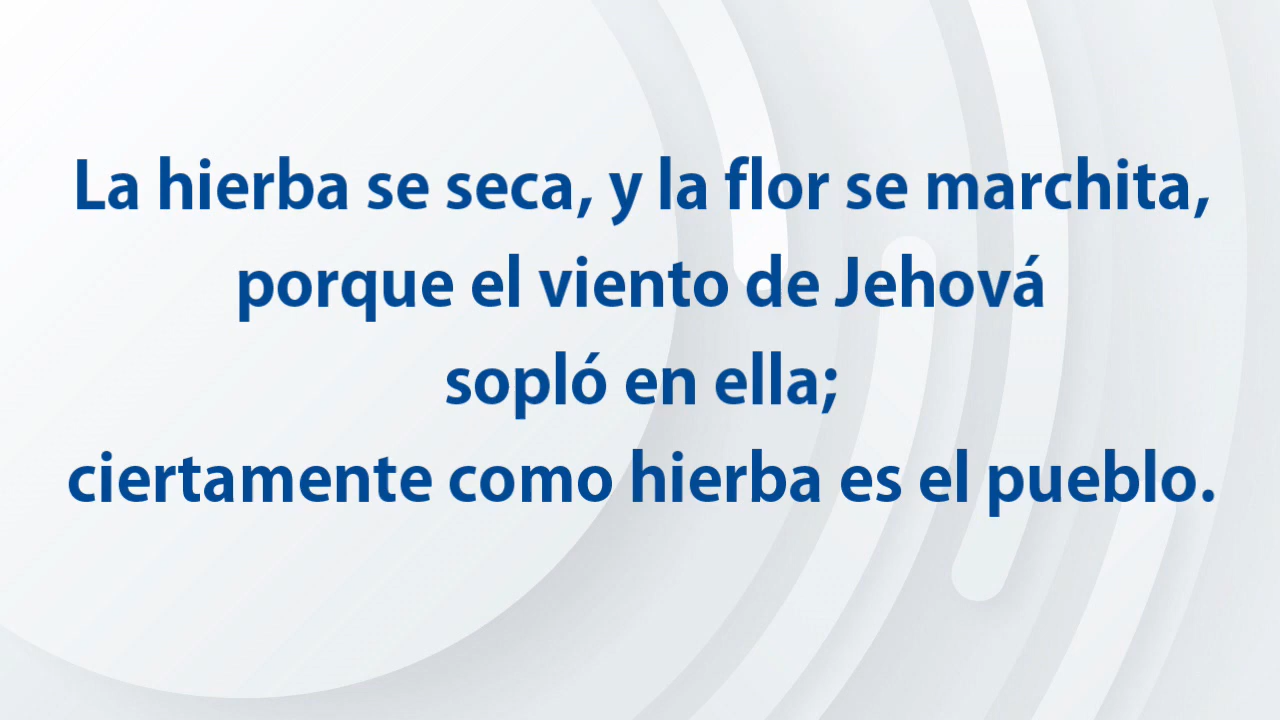 La hierba se seca, y la flor se marchita,
porque el viento de Jehová
sopló en ella;
ciertamente como hierba es el pueblo.